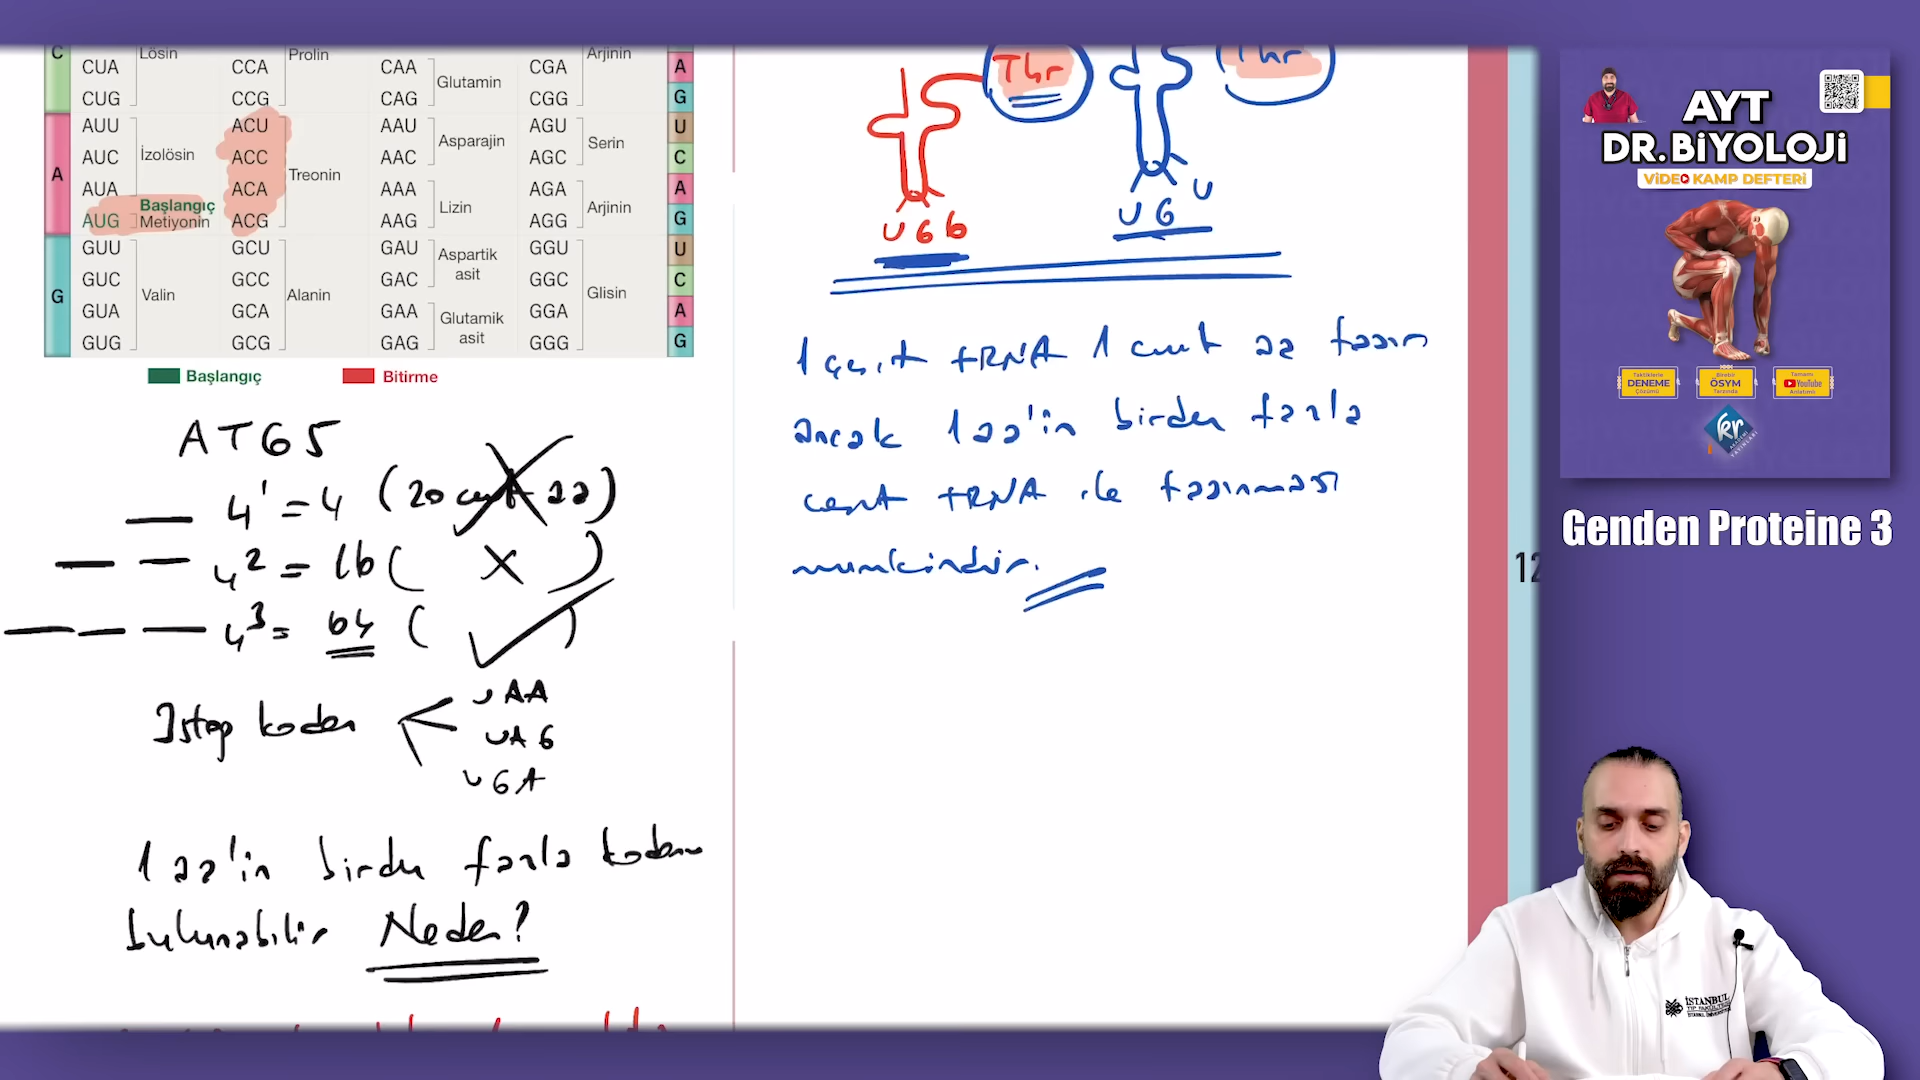 C
Lösin
Prolin
Arjinin
CUA
CCA
CAA
Glutamin
CGA
A
CUG
CCG
CAG
CGG
G
A
AUU
ACU
AAU
Asparajin
AGU
Serin
U
AUC
İzolösin
ACC
Treonin
AAC
AGC
C
AUA
ACA
AAA
Lizin
AGA
Arjinin
A
AUG
Başlangıç
Metiyonin
ACG
AAG
AGG
G
G
GUU
Valin
GCU
Alanin
GAU
Aspartik
asit
GGU
Glisin
U
GUC
GCC
GAC
GGC
C
GUA
GCA
GAA
Glutamik
asit
GGA
A
GUG
GCG
GAG
GGG
G
Başlangıç
Bitirme
ATGS
4¹ = 4 (20 çeşit aa)
4² = 16 ( X )
4³ = 64 ( ✓ )
Istop kodon
UAA
UAG
UGA
1 aa'in birden fazla kodonu
bulunabilir Neden?
Thr
Thr
UGG
UGU
1 çeşit tRNA 1 çeşit aa taşır
ancak 1 aa'in birden fazla
çeşit tRNA ile taşınması
mümkündür.
12
AYT
DR.BİYOLOJİ
VİDEO KAMP DEFTERİ
DENEME
ÖSYM
YouTube
kr
Genden Proteine 3
İSTANBUL
TIP FAKÜLTESİ